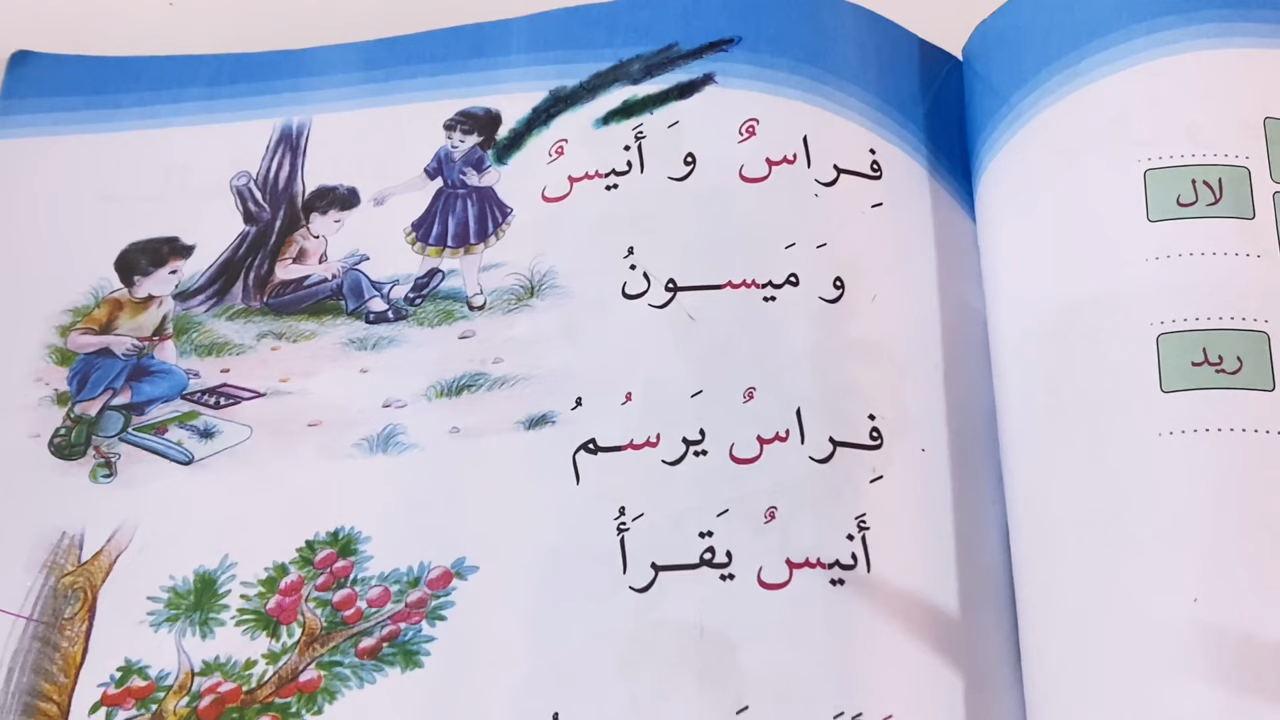 فِراسٌ وَ أَنيسٌ
وَ مَيسونُ
فِراسٌ يَرسُمُ
أَنيسٌ يَقرَأُ
لال
ريد